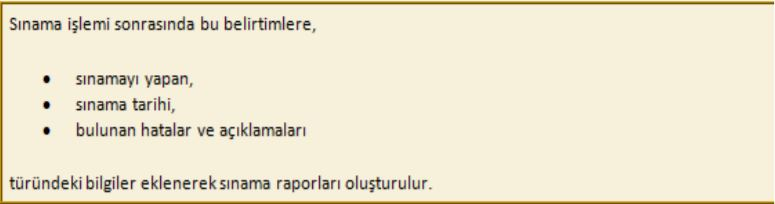 Sınama işlemi sonrasında bu belirtimlere,
• sınamayı yapan,
• sınama tarihi,
• bulunan hatalar ve açıklamaları
türündeki bilgiler eklenerek sınama raporları oluşturulur.